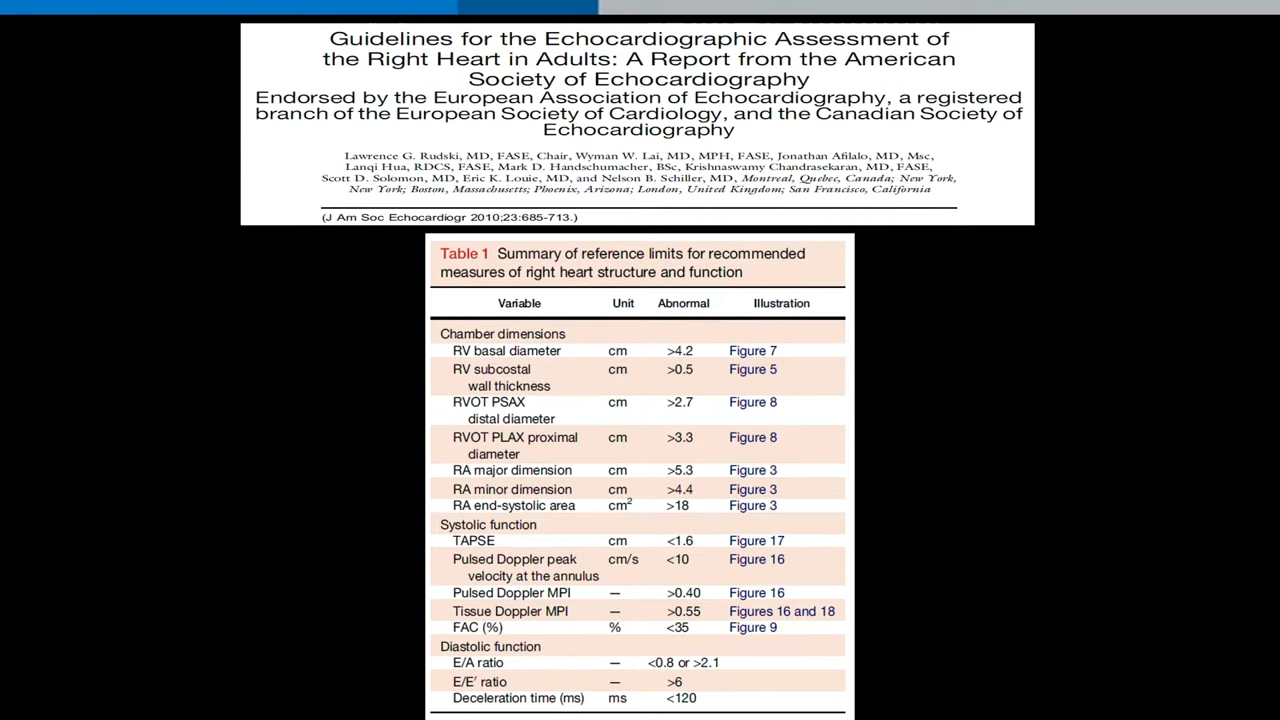 Guidelines for the Echocardiographic Assessment of
the Right Heart in Adults: A Report from the American
Society of Echocardiography
Endorsed by the European Association of Echocardiography, a registered
branch of the European Society of Cardiology, and the Canadian Society of
Echocardiography
Lawrence G. Rudski, MD, FASE, Chair, Wyman W. Lai, MD, MPH, FASE, Jonathan Afilalo, MD, Msc,
Lanqi Hua, RDCS, FASE, Mark D. Handschumacher, BSc, Krishnaswamy Chandrasekaran, MD, FASE,
Scott D. Solomon, MD, Eric K. Louie, MD, and Nelson B. Schiller, MD, Montreal, Quebec, Canada; New York,
New York; Boston, Massachusetts; Phoenix, Arizona; London, United Kingdom; San Francisco, California
(J Am Soc Echocardiogr 2010;23:685-713.)
Table 1 Summary of reference limits for recommended
measures of right heart structure and function
Variable Unit Abnormal Illustration
Chamber dimensions
RV basal diameter cm >4.2 Figure 7
RV subcostal cm >0.5 Figure 5
wall thickness
RVOT PSAX cm >2.7 Figure 8
distal diameter
RVOT PLAX proximal cm >3.3 Figure 8
diameter
RA major dimension cm >5.3 Figure 3
RA minor dimension cm >4.4 Figure 3
RA end-systolic area cm2 >18 Figure 3
Systolic function
TAPSE cm <1.6 Figure 17
Pulsed Doppler peak cm/s <10 Figure 16
velocity at the annulus
Pulsed Doppler MPI — >0.40 Figure 16
Tissue Doppler MPI — >0.55 Figures 16 and 18
FAC (%) % <35 Figure 9
Diastolic function
E/A ratio — <0.8 or >2.1
E/E′ ratio — >6
Deceleration time (ms) ms <120